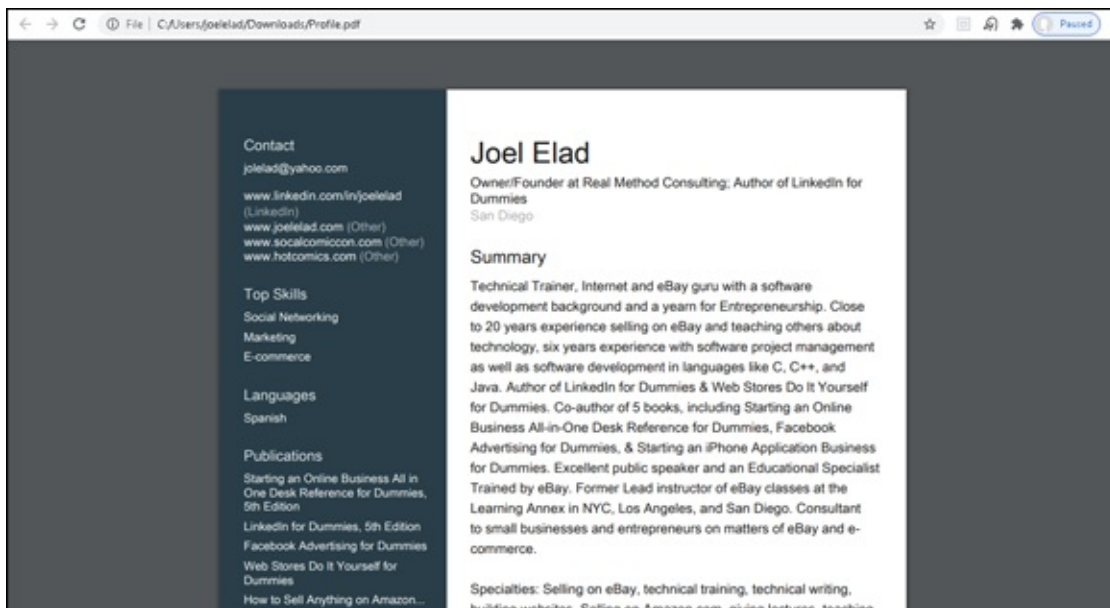 File | C:/Users/joelelad/Downloads/Profile.pdf
Paused
Contact
jolelad@yahoo.com
www.linkedin.com/in/joelelad
(LinkedIn)
www.joelelad.com (Other)
www.socalcomiccon.com (Other)
www.hotcomics.com (Other)
Top Skills
Social Networking
Marketing
E-commerce
Languages
Spanish
Publications
Starting an Online Business All in
One Desk Reference for Dummies,
5th Edition
LinkedIn for Dummies, 5th Edition
Facebook Advertising for Dummies
Web Stores Do It Yourself for
Dummies
How to Sell Anything on Amazon...
Joel Elad
Owner/Founder at Real Method Consulting; Author of LinkedIn for
Dummies
San Diego
Summary
Technical Trainer, Internet and eBay guru with a software
development background and a yearn for Entrepreneurship. Close
to 20 years experience selling on eBay and teaching others about
technology, six years experience with software project management
as well as software development in languages like C, C++, and
Java. Author of LinkedIn for Dummies & Web Stores Do It Yourself
for Dummies. Co-author of 5 books, including Starting an Online
Business All-in-One Desk Reference for Dummies, Facebook
Advertising for Dummies, & Starting an iPhone Application Business
for Dummies. Excellent public speaker and an Educational Specialist
Trained by eBay. Former Lead instructor of eBay classes at the
Learning Annex in NYC, Los Angeles, and San Diego. Consultant
to small businesses and entrepreneurs on matters of eBay and e-
commerce.
Specialties: Selling on eBay, technical training, technical writing,
building websites, Selling on Amazon.com, giving lectures, teaching